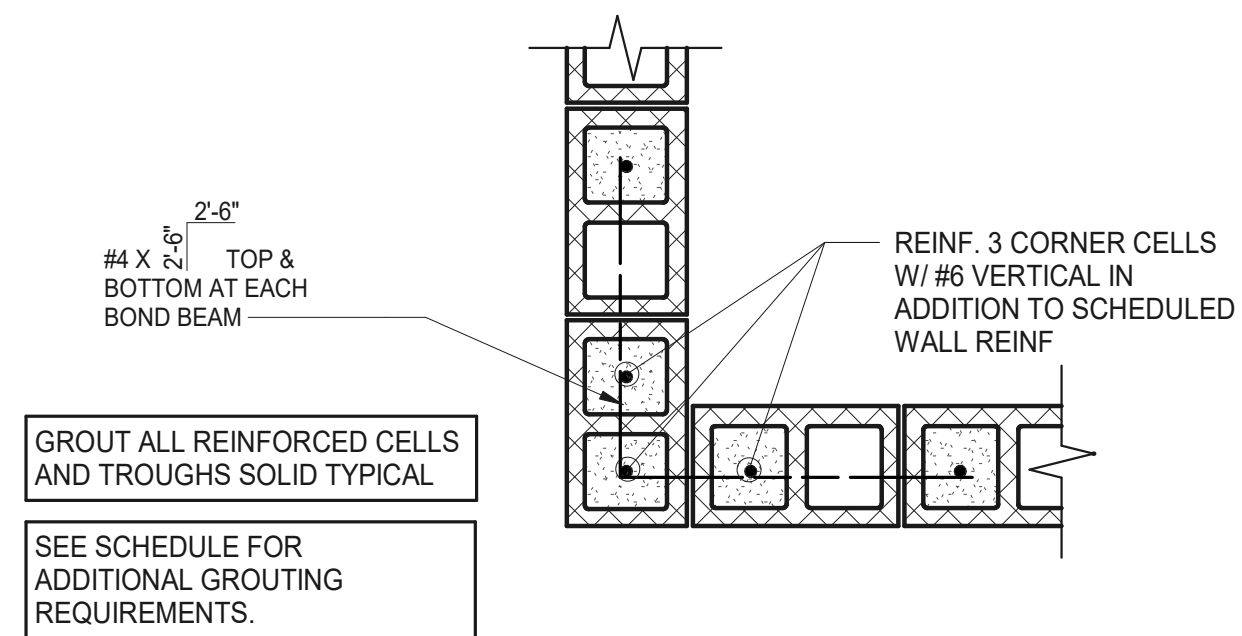 2'-6"
2'-6"
#4 X TOP &
BOTTOM AT EACH
BOND BEAM
REINF. 3 CORNER CELLS
W/ #6 VERTICAL IN
ADDITION TO SCHEDULED
WALL REINF
GROUT ALL REINFORCED CELLS
AND TROUGHS SOLID TYPICAL
SEE SCHEDULE FOR
ADDITIONAL GROUTING
REQUIREMENTS.